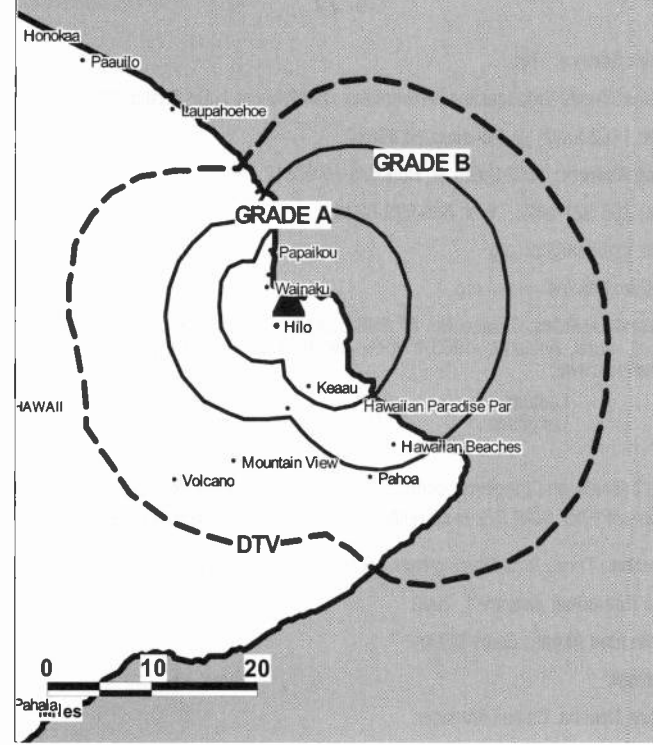 Honokaa
Paauilo
Laupahoehoe
GRADE B
GRADE A
Papaikou
Wainaku
Hilo
Keaau
HAWAII
Hawaiian Paradise Par
Hawaiian Beaches
Mountain View
Pahoa
Volcano
DTV
0 10 20
Pahala
Miles